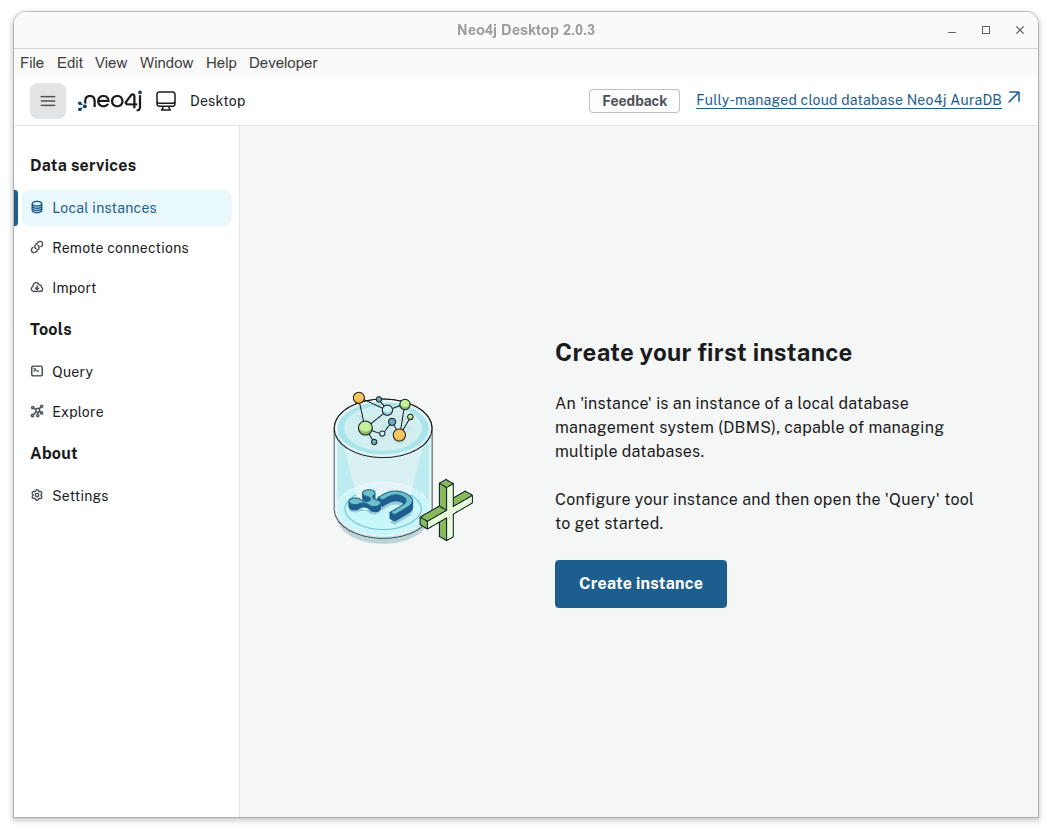 Neo4j Desktop 2.0.3
File Edit View Window Help Developer
neo4j Desktop Feedback Fully-managed cloud database Neo4j AuraDB
Data services
Local instances
Remote connections
Import
Tools
Query
Explore
About
Settings
Create your first instance
An 'instance' is an instance of a local database
management system (DBMS), capable of managing
multiple databases.
Configure your instance and then open the 'Query' tool
to get started.
Create instance